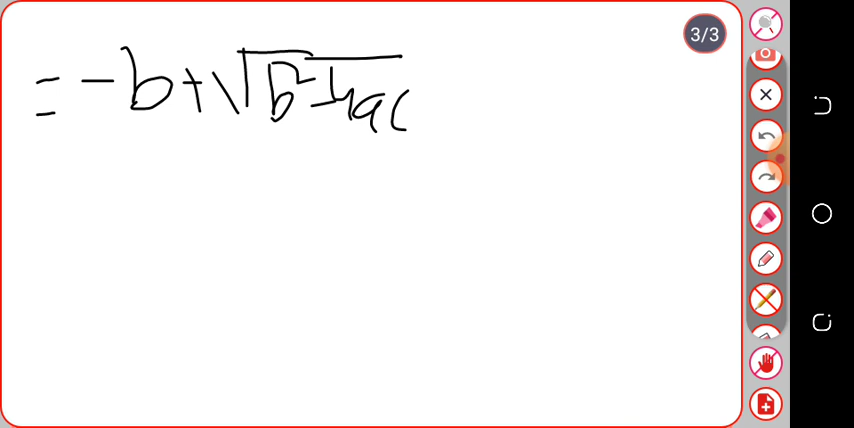 3/3
= -b+√b²-4ac